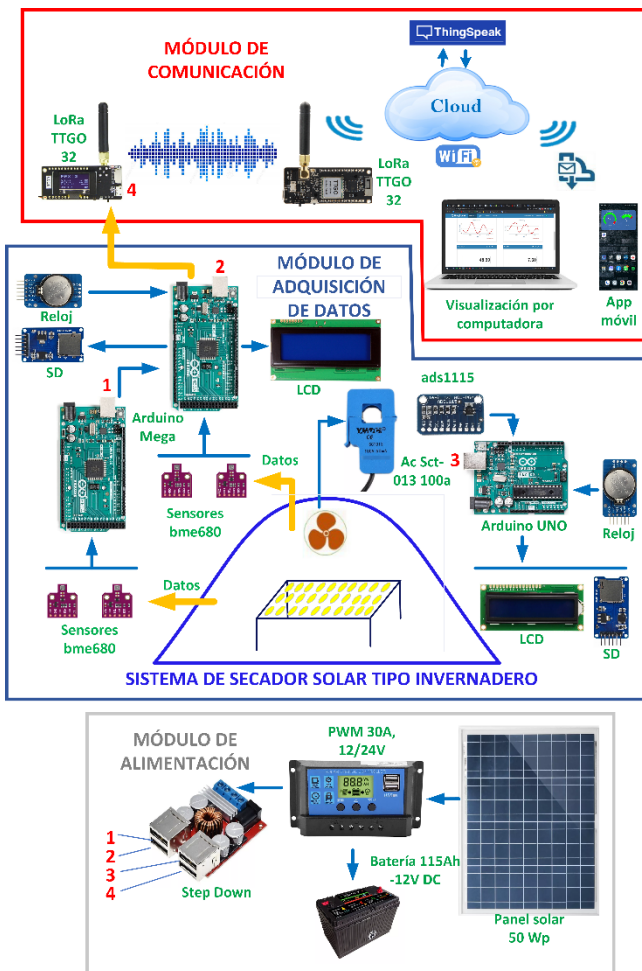 ThingSpeak
MÓDULO DE
COMUNICACIÓN
Cloud
LoRa
TTGO
32
4
WiFi
LoRa
TTGO
32
2
MÓDULO DE
ADQUISICIÓN
DE DATOS
Visualización por
computadora
App
móvil
Reloj
SD
LCD
ads1115
1
Arduino
Mega
Ac Sct-
013 100a
3
Arduino UNO
Reloj
Datos
Sensores
bme680
Datos
Sensores
bme680
LCD
SD
SISTEMA DE SECADOR SOLAR TIPO INVERNADERO
MÓDULO DE
ALIMENTACIÓN
PWM 30A,
12/24V
1
2
3
4
Step Down
Batería 115Ah
-12V DC
Panel solar
50 Wp